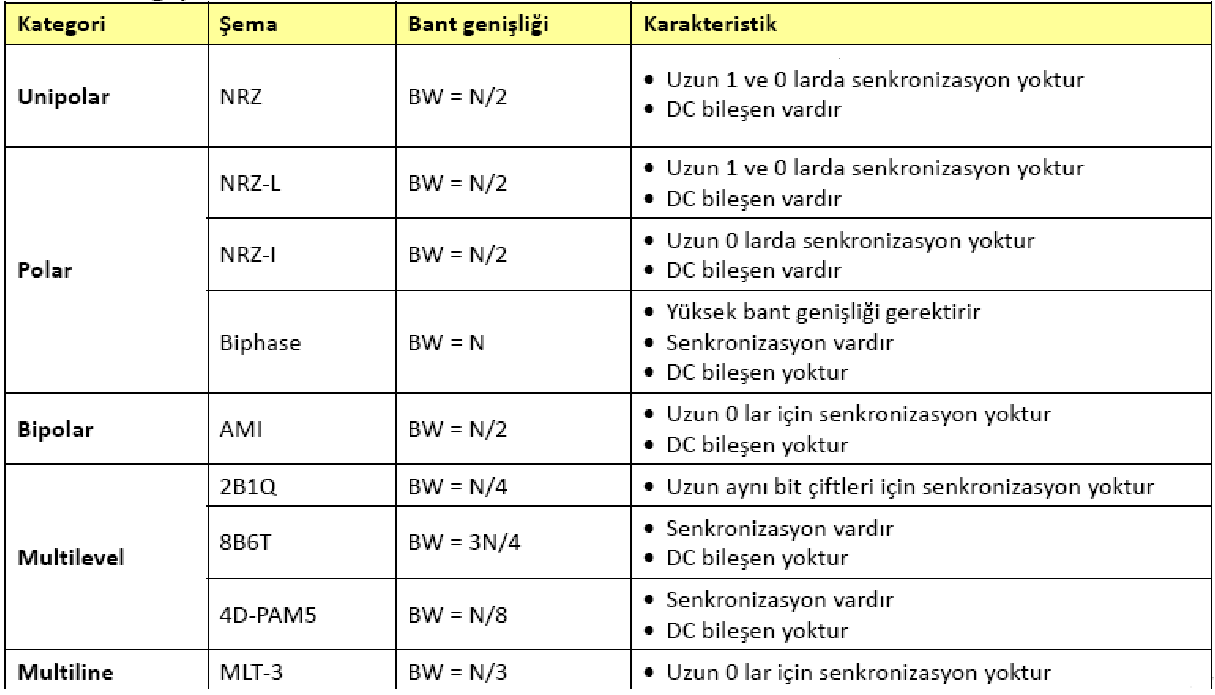 Kategori Şema Bant genişliği Karakteristik
Unipolar NRZ BW = N/2
• Uzun 1 ve 0 larda senkronizasyon yoktur
• DC bileşen vardır
Polar
NRZ-L BW = N/2
• Uzun 1 ve 0 larda senkronizasyon yoktur
• DC bileşen vardır
NRZ-I BW = N/2
• Uzun 0 larda senkronizasyon yoktur
• DC bileşen vardır
Biphase BW = N
• Yüksek bant genişliği gerektirir
• Senkronizasyon vardır
• DC bileşen yoktur
Bipolar AMI BW = N/2
• Uzun 0 lar için senkronizasyon yoktur
• DC bileşen yoktur
Multilevel
2B1Q BW = N/4
• Uzun aynı bit çiftleri için senkronizasyon yoktur
8B6T BW = 3N/4
• Senkronizasyon vardır
• DC bileşen yoktur
4D-PAM5 BW = N/8
• Senkronizasyon vardır
• DC bileşen yoktur
Multiline MLT-3 BW = N/3
• Uzun 0 lar için senkronizasyon yoktur